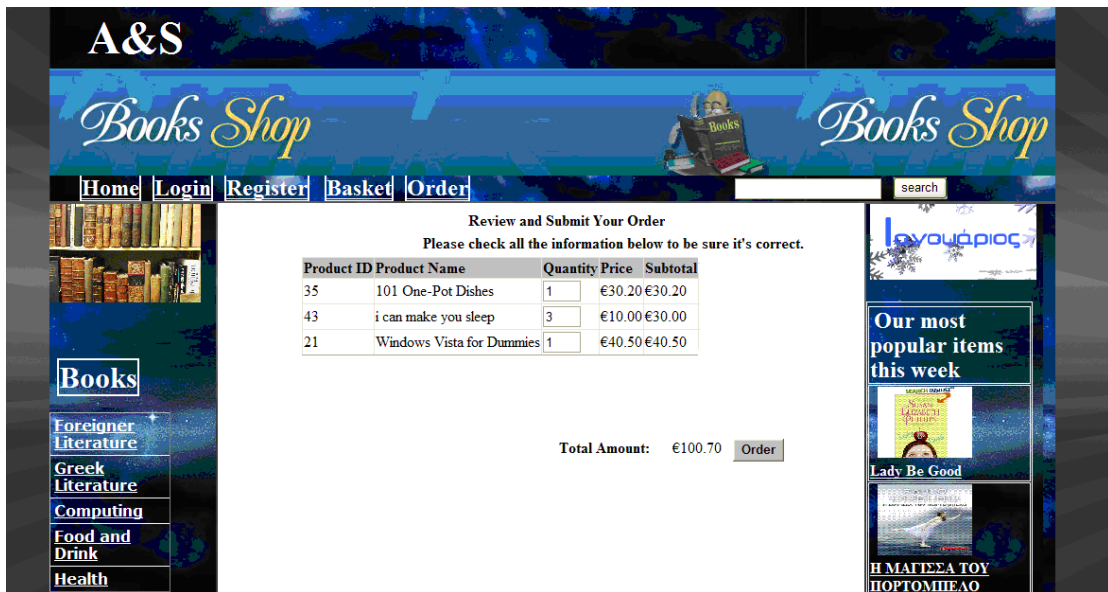 A&S
Books Shop
Books
Books Shop
Home Login Register Basket Order
search
Review and Submit Your Order
Please check all the information below to be sure it's correct.
Product ID Product Name Quantity Price Subtotal
35 101 One-Pot Dishes 1 €30.20 €30.20
43 i can make you sleep 3 €10.00 €30.00
21 Windows Vista for Dummies 1 €40.50 €40.50
Total Amount: €100.70 Order
Books
Foreigner
Literature
Greek
Literature
Computing
Food and
Drink
Health
Ιανουάριος
Our most
popular items
this week
SUSAN
ELIZABETH
PHILLIPS
Lady Be Good
Η ΜΑΓΙΣΣΑ ΤΟΥ
ΠΟΡΤΟΜΠΕΛΟ